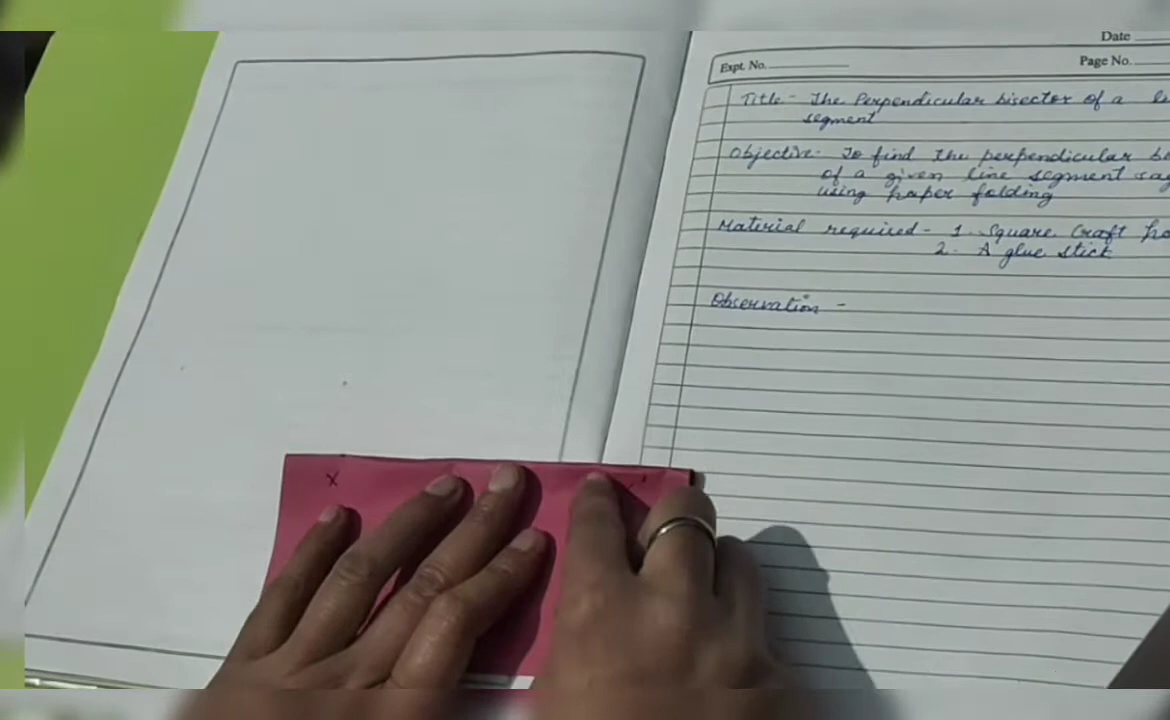 Date
Expt. No.
Page No.
Title - The Perpendicular bisector of a
segment
Objective - To find the perpendicular
of a given line segment
using paper folding
Material required - 1. Square Craft
2. A glue stick
Observation -
X